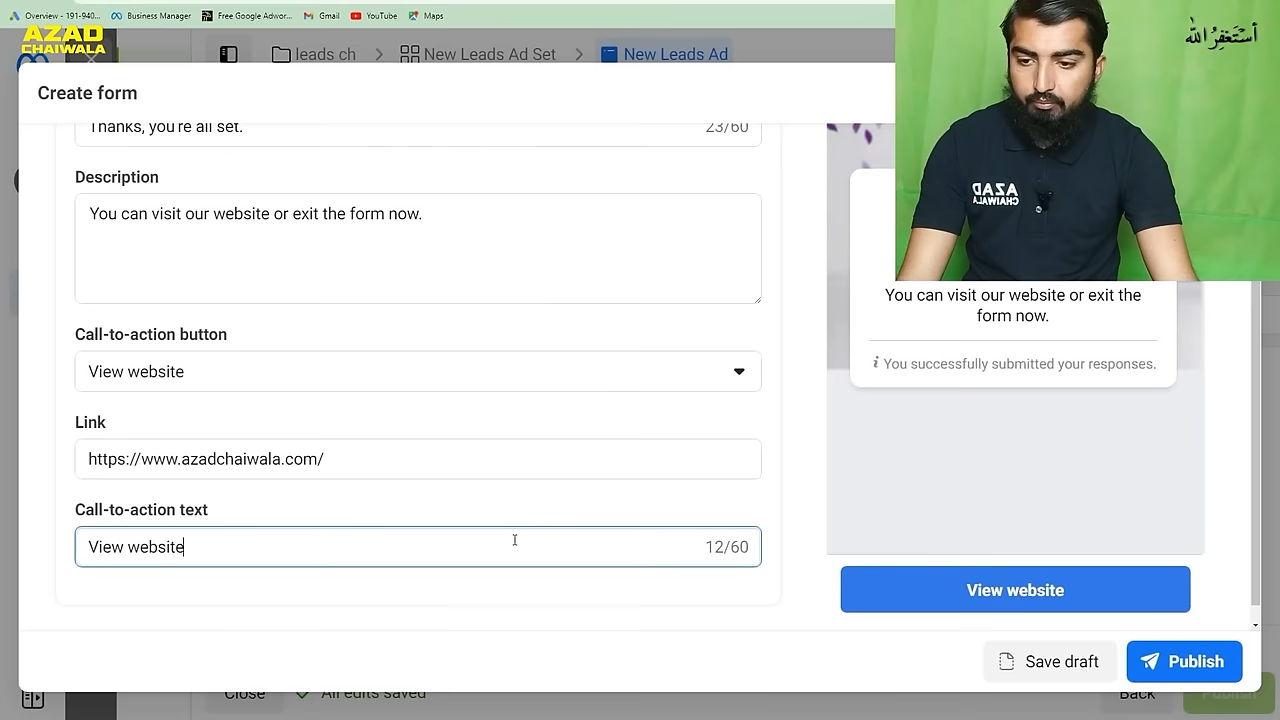 Overview - 191-940...
Business Manager
Free Google Adwor...
Gmail
YouTube
Maps
AZAD
CHAIWALA
leads ch
New Leads Ad Set
New Leads Ad
أستغفر الله
Create form
Thanks, you're all set.
23/60
Description
You can visit our website or exit the form now.
Call-to-action button
View website
Link
https://www.azadchaiwala.com/
Call-to-action text
View website
12/60
AZAD
CHAIWALA
You can visit our website or exit the
form now.
You successfully submitted your responses.
View website
Save draft
Publish
Close
All edits saved
Back
Publish